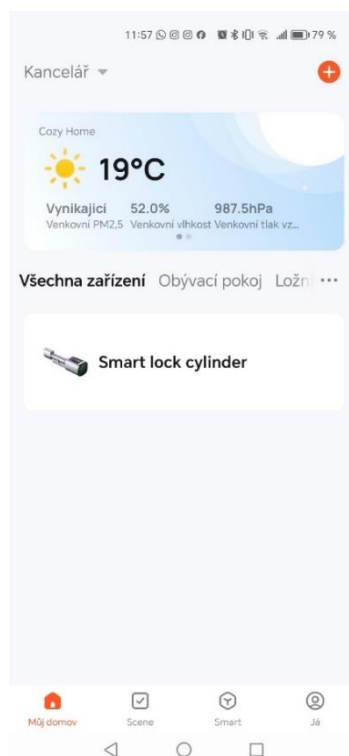 11:57 79 %
Kancelář
Cozy Home
19°C
Vynikající 52.0% 987.5hPa
Venkovní PM2,5 Venkovní vlhkost Venkovní tlak vz...
Všechna zařízení Obývací pokoj Ložni
Smart lock cylinder
Můj domov Scene Smart Já